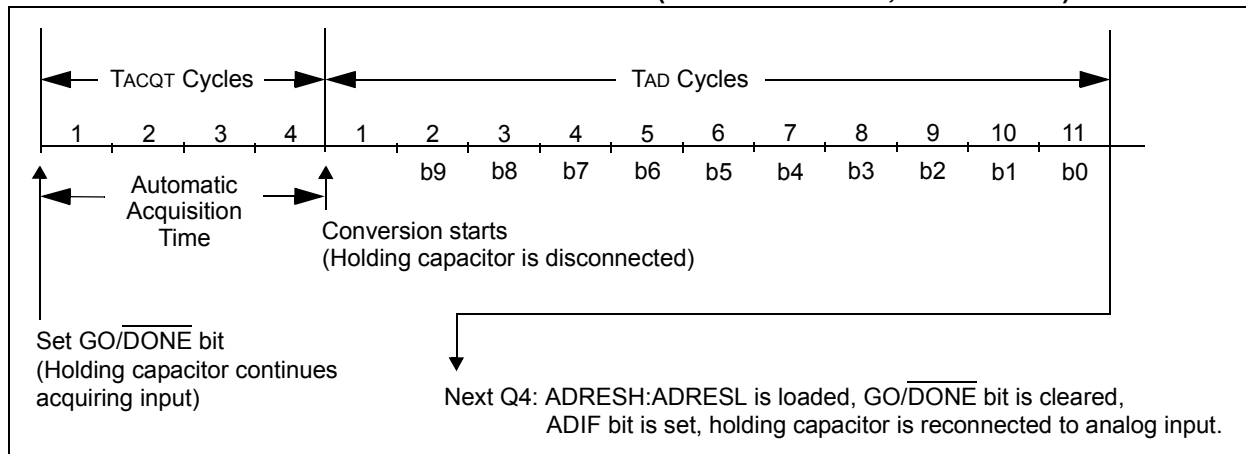 TACQT Cycles TAD Cycles
1 2 3 4 1 2 3 4 5 6 7 8 9 10 11
b9 b8 b7 b6 b5 b4 b3 b2 b1 b0
Automatic
Acquisition
Time
Conversion starts
(Holding capacitor is disconnected)
Set GO/DONE bit
(Holding capacitor continues
acquiring input)
Next Q4: ADRESH:ADRESL is loaded, GO/DONE bit is cleared,
ADIF bit is set, holding capacitor is reconnected to analog input.